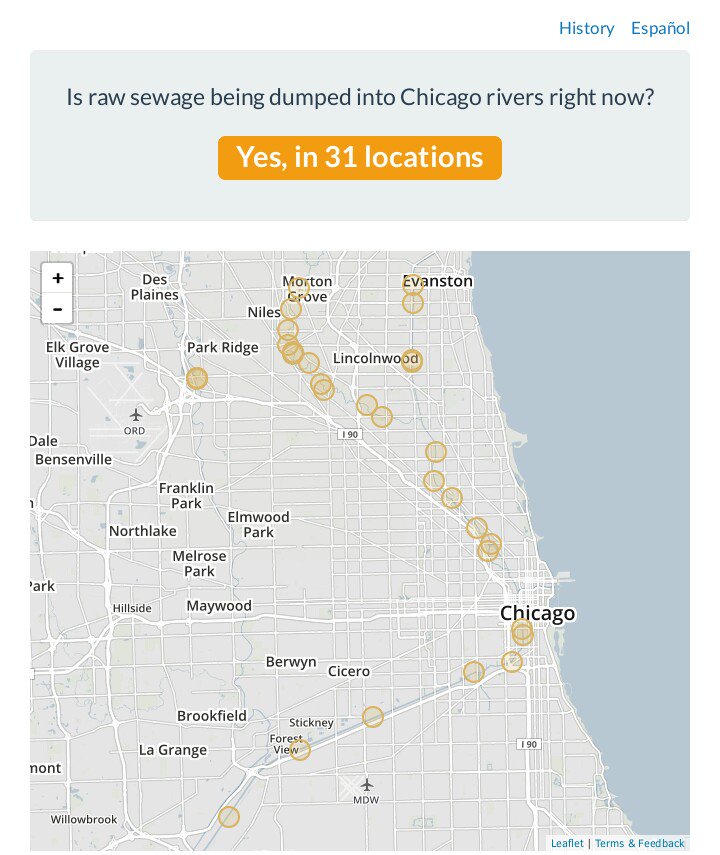 History Español
Is raw sewage being dumped into Chicago rivers right now?
Yes, in 31 locations
+
-
Des
Plaines
Morton
Grove
Evanston
Niles
Elk Grove
Village
Park Ridge
Lincolnwood
ORD
I 90
Dale
Bensenville
Franklin
Park
Elmwood
Park
Northlake
Melrose
Park
Park
Hillside
Maywood
Chicago
Berwyn
Cicero
Brookfield
Stickney
Forest
View
La Grange
I 90
mont
MDW
Willowbrook
Leaflet | Terms & Feedback